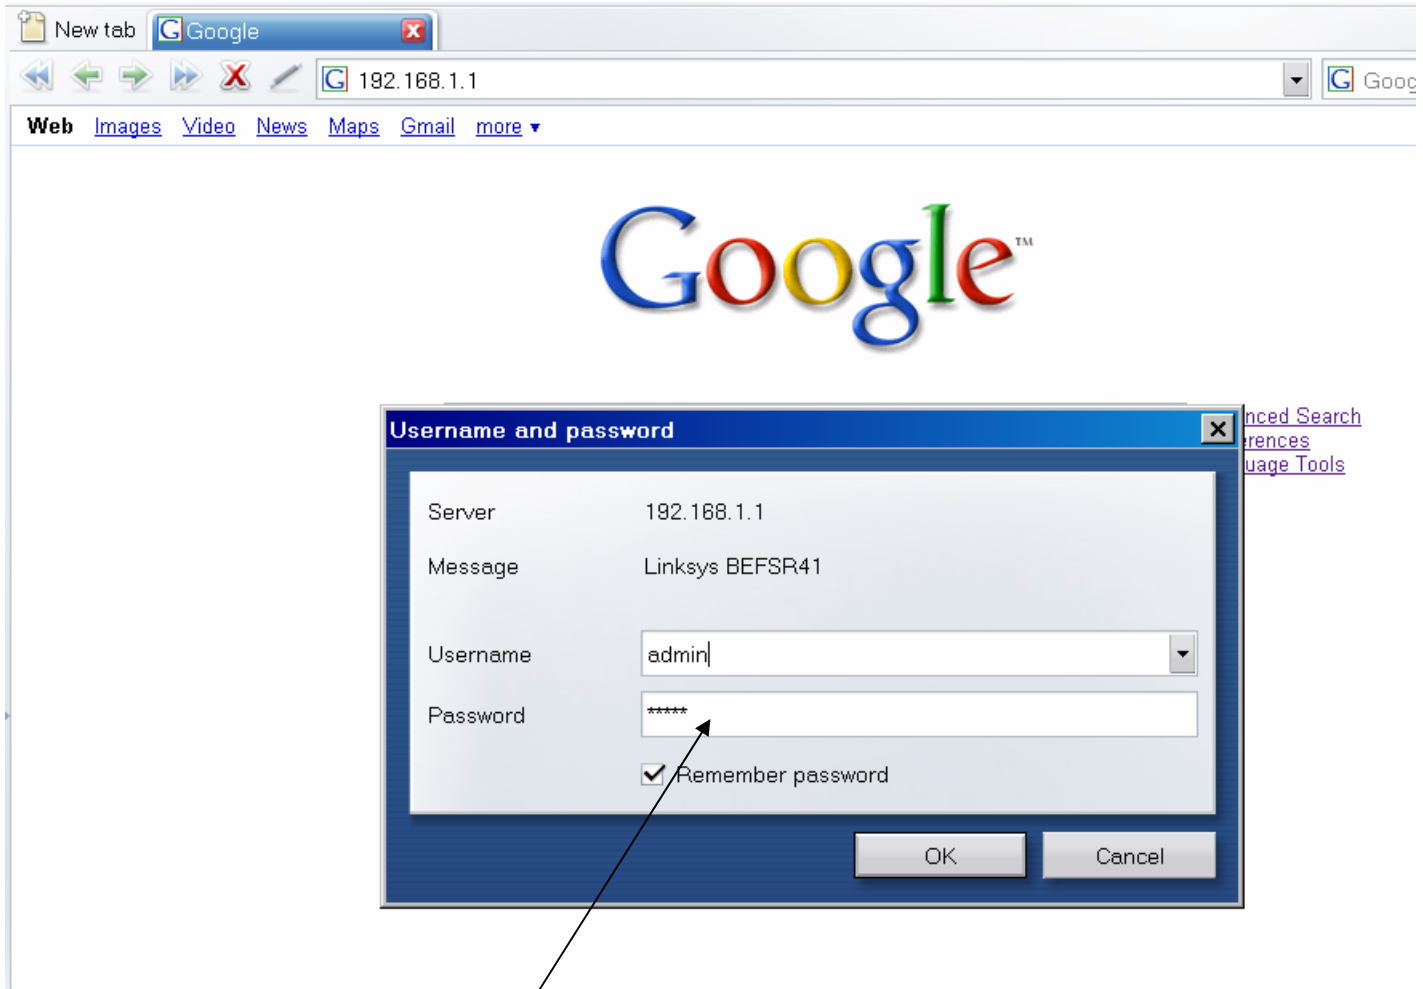 New tab Google
192.168.1.1 Goog
Web Images Video News Maps Gmail more ▼
Google™
Username and password
nced Search
erences
uage Tools
Server 192.168.1.1
Message Linksys BEFSR41
Username admin
Password *****
Remember password
OK Cancel